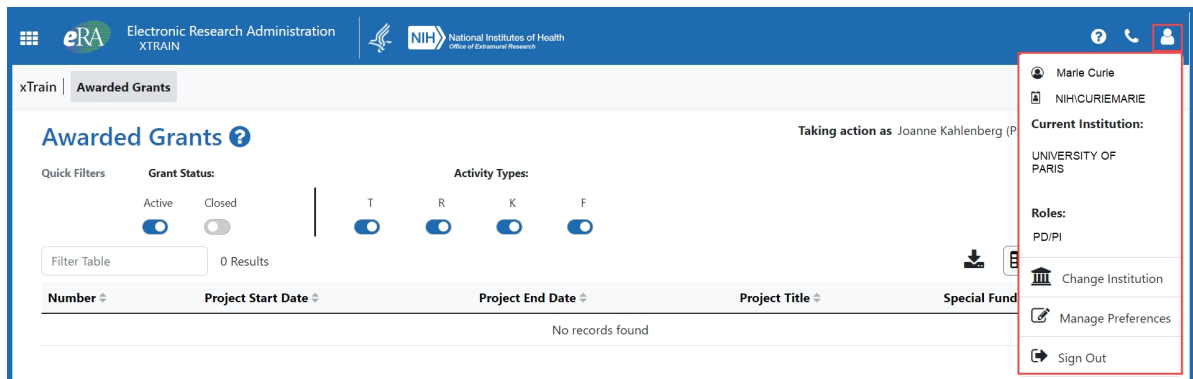 eRA
Electronic Research Administration
XTRAIN
NIH
National Institutes of Health
Office of Extramural Research
xTrain
Awarded Grants
Awarded Grants
Taking action as Joanne Kahlenberg (P
Quick Filters
Grant Status:
Activity Types:
Active
Closed
T
R
K
F
Filter Table
0 Results
Number
Project Start Date
Project End Date
Project Title
Special Fund
No records found
Marie Curie
NIH\CURIEMARIE
Current Institution:
UNIVERSITY OF
PARIS
Roles:
PD/PI
Change Institution
Manage Preferences
Sign Out